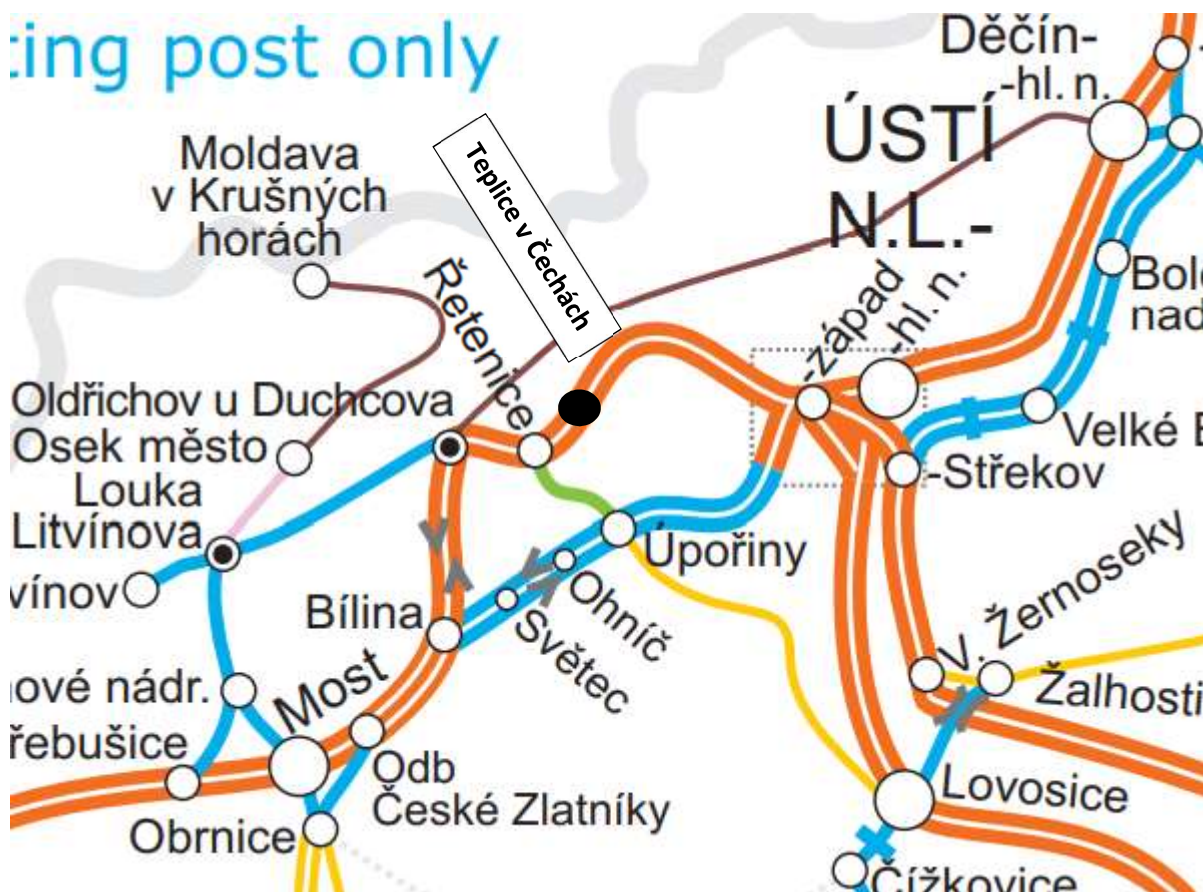 ting post only
Děčín-
-hl. n.
ÚSTÍ
N.L.-
-západ
-hl. n.
Moldava
v Krušných
horách
Teplice v Čechách
Řetenice
Oldřichov u Duchcova
Osek město
Louka
Litvínova
vínov
Velké B
-Střekov
Úpořiny
Ohníč
Světec
Bílina
Most
nové nádr.
řebušice
Odb
České Zlatníky
Obrnice
V. Žernoseky
Žalhosti
Lovosice
Čížkovice
Bol
nad